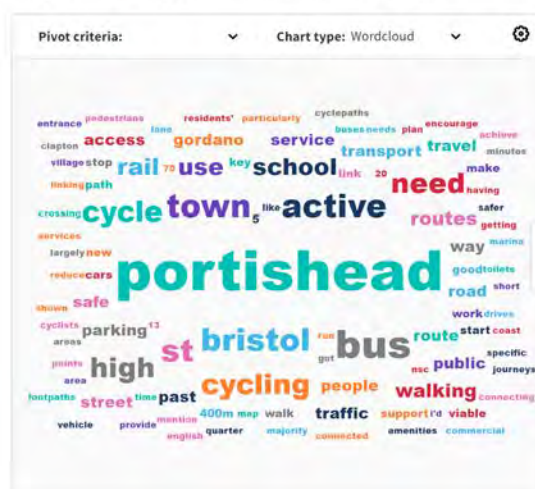 Pivot criteria: Chart type: Wordcloud
cyclepaths
entrance pedestrians residents' particularly encourage
land buses needs plan achieve
clapton access gordano service transport travel minutes
village stop rail 70 use key school link 20 need make
linking path having
crossing cycle town 5 like active safer
routes getting
services way marina
largely new portishead good toilets
reduce cars road short
shown safe work drives
cyclists parking 13 st bristol run bus route start coast
areas got specific
points high nsc public journeys
area cycling people walking connecting
footpaths street time past
400m map walk traffic support i'd viable
vehicle provide mention quarter majority connected amenities commercial
english